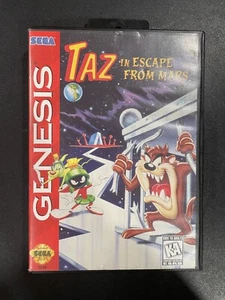 SEGA
GENESIS
TAZ IN ESCAPE
FROM MARS
SEGA
K-A